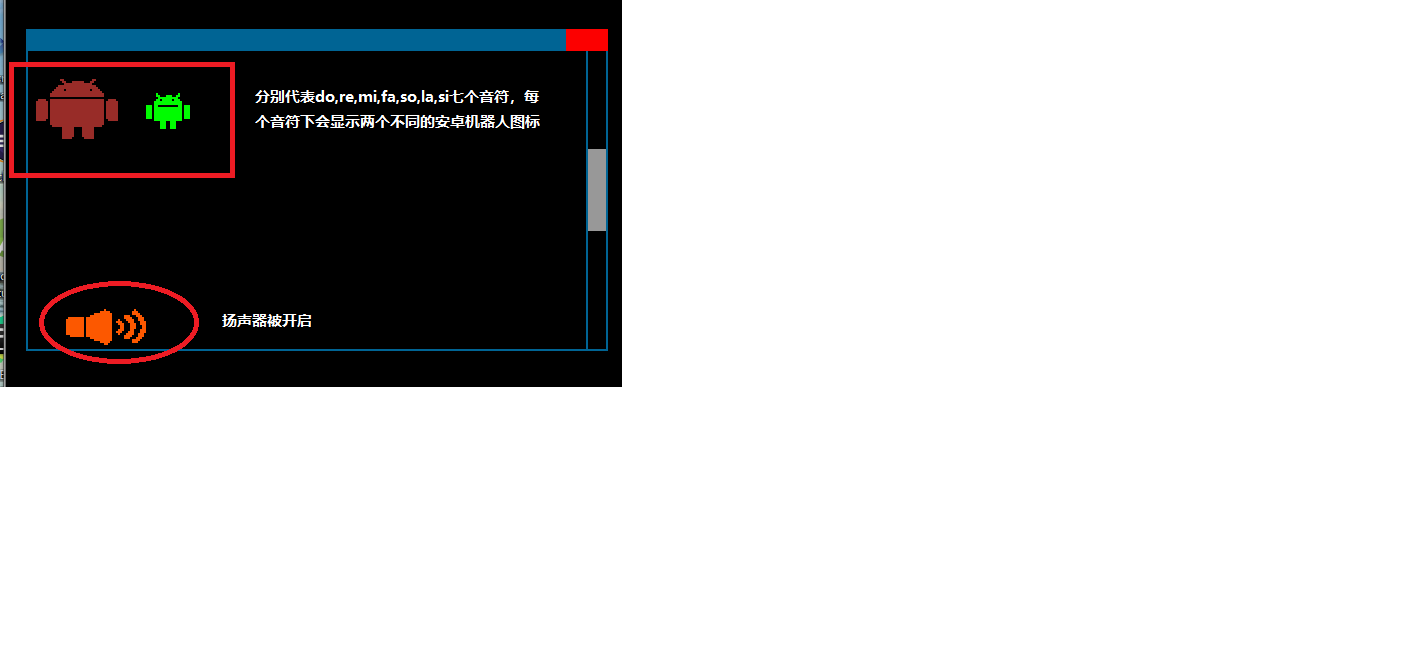 分别代表do,re,mi,fa,so,la,si七个音符，每
个音符下会显示两个不同的安卓机器人图标
扬声器被开启